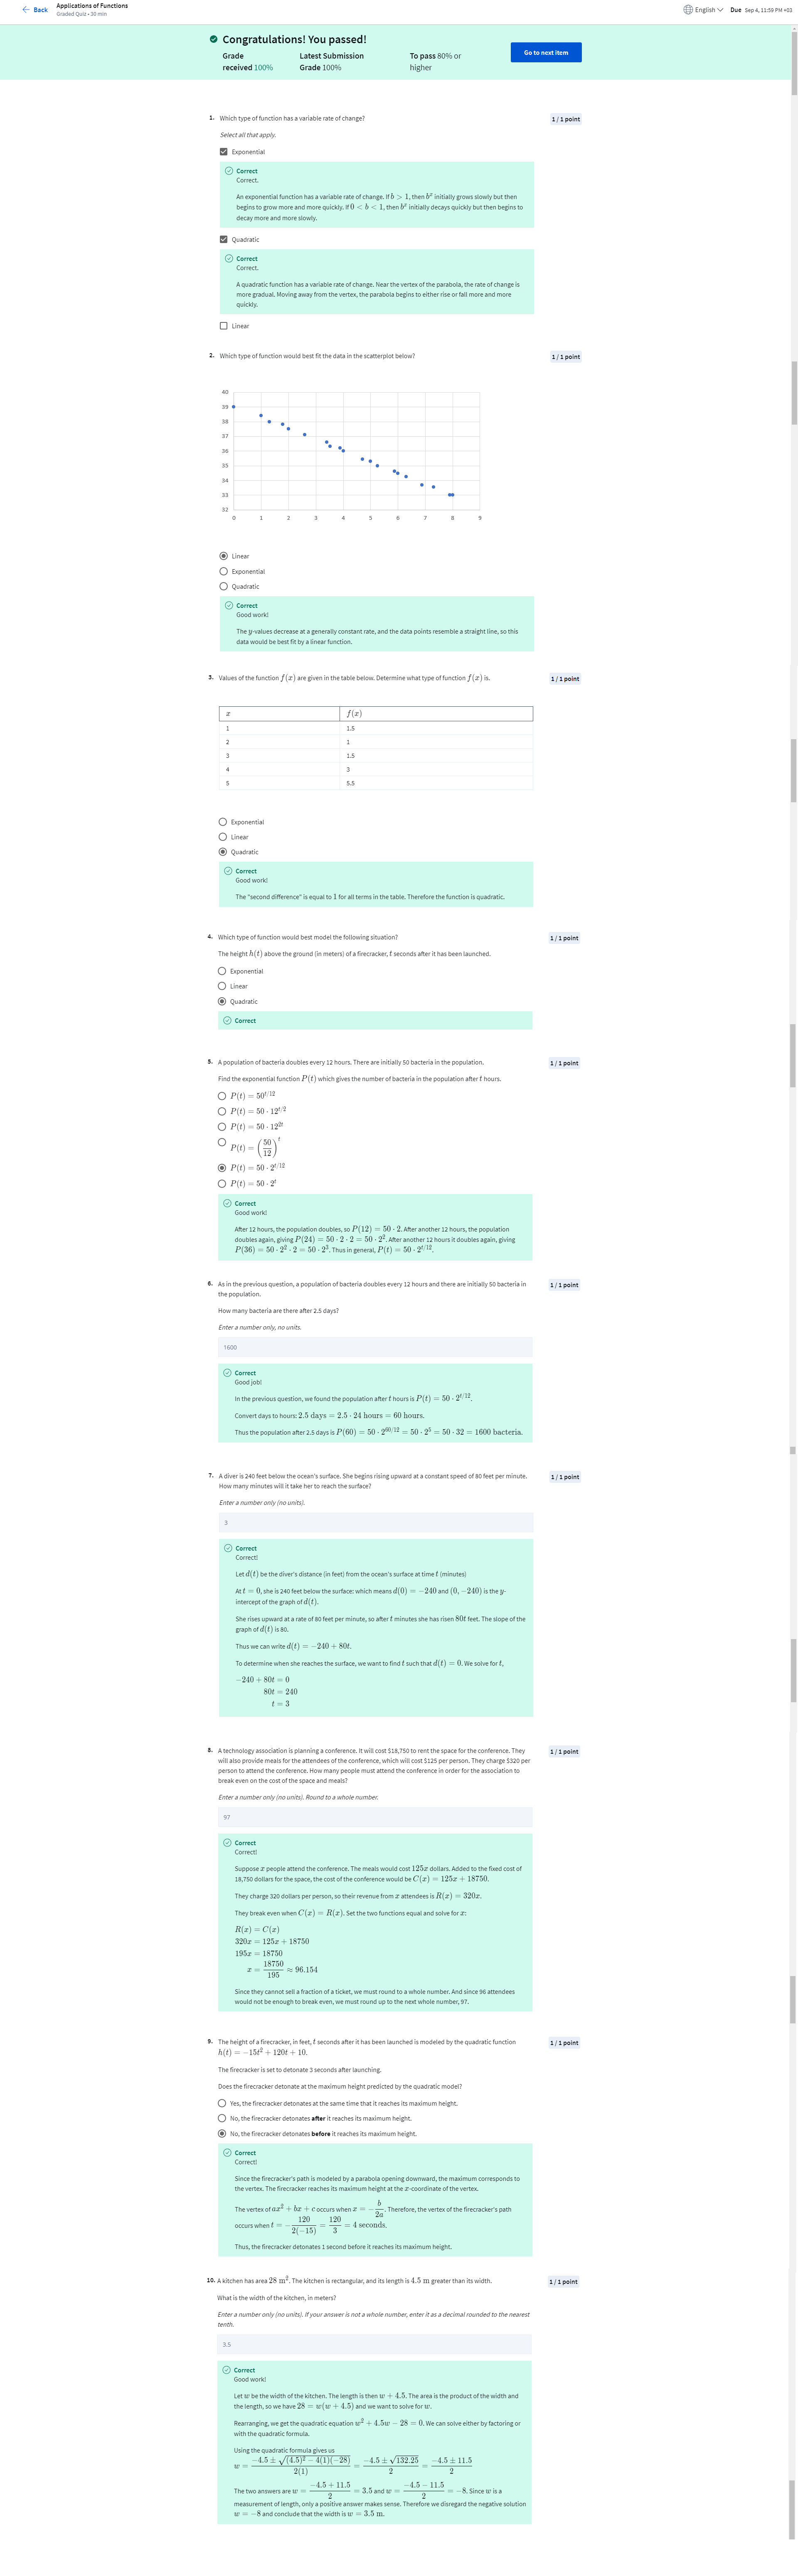 Back
Applications of Functions
Graded Quiz • 30 min
English
Due Sep 4, 11:59 PM +03
Congratulations! You passed!
Grade received 100%
Latest Submission Grade 100%
To pass 80% or higher
Go to next item
1. Which type of function has a variable rate of change?
1 / 1 point
Select all that apply.
Exponential
Correct
Correct.
An exponential function has a variable rate of change. If b > 1, then b^x initially grows slowly but then
begins to grow more and more quickly. If 0 < b < 1, then b^x initially decays quickly but then begins to
decay more and more slowly.
Quadratic
Correct
Correct.
A quadratic function has a variable rate of change. Near the vertex of the parabola, the rate of change is
more gradual. Moving away from the vertex, the parabola begins to either rise or fall more and more
quickly.
Linear
2. Which type of function would best fit the data in the scatterplot below?
1 / 1 point
40
39
38
37
36
35
34
33
32
0 1 2 3 4 5 6 7 8 9
Linear
Exponential
Quadratic
Correct
Good work!
The y-values decrease at a generally constant rate, and the data points resemble a straight line, so this
data would be best fit by a linear function.
3. Values of the function f(x) are given in the table below. Determine what type of function f(x) is.
1 / 1 point
x f(x)
1 1.5
2 1
3 1.5
4 3
5 5.5
Exponential
Linear
Quadratic
Correct
Good work!
The "second difference" is equal to 1 for all terms in the table. Therefore the function is quadratic.
4. Which type of function would best model the following situation?
1 / 1 point
The height h(t) above the ground (in meters) of a firecracker, t seconds after it has been launched.
Exponential
Linear
Quadratic
Correct
5. A population of bacteria doubles every 12 hours. There are initially 50 bacteria in the population.
1 / 1 point
Find the exponential function P(t) which gives the number of bacteria in the population after t hours.
P(t) = 50^{t/12}
P(t) = 50 · 12^{t/2}
P(t) = 50 · 12^{2t}
P(t) = (50/12)^t
P(t) = 50 · 2^{t/12}
P(t) = 50 · 2^t
Correct
Good work!
After 12 hours, the population doubles, so P(12) = 50 · 2. After another 12 hours, the population
doubles again, giving P(24) = 50 · 2 · 2 = 50 · 2^2. After another 12 hours it doubles again, giving
P(36) = 50 · 2^2 · 2 = 50 · 2^3. Thus in general, P(t) = 50 · 2^{t/12}.
6. As in the previous question, a population of bacteria doubles every 12 hours and there are initially 50 bacteria in
the population.
1 / 1 point
How many bacteria are there after 2.5 days?
Enter a number only, no units.
1600
Correct
Good job!
In the previous question, we found the population after t hours is P(t) = 50 · 2^{t/12}.
Convert days to hours: 2.5 days = 2.5 · 24 hours = 60 hours.
Thus the population after 2.5 days is P(60) = 50 · 2^{60/12} = 50 · 2^5 = 50 · 32 = 1600 bacteria.
7. A diver is 240 feet below the ocean's surface. She begins rising upward at a constant speed of 80 feet per minute.
How many minutes will it take her to reach the surface?
1 / 1 point
Enter a number only (no units).
3
Correct
Correct!
Let d(t) be the diver's distance (in feet) from the ocean's surface at time t (minutes)
At t = 0, she is 240 feet below the surface: which means d(0) = −240 and (0, −240) is the y-
intercept of the graph of d(t).
She rises upward at a rate of 80 feet per minute, so after t minutes she has risen 80t feet. The slope of the
graph of d(t) is 80.
Thus we can write d(t) = −240 + 80t.
To determine when she reaches the surface, we want to find t such that d(t) = 0. We solve for t,
−240 + 80t = 0
80t = 240
t = 3
8. A technology association is planning a conference. It will cost $18,750 to rent the space for the conference. They
will also provide meals for the attendees of the conference, which will cost $125 per person. They charge $320 per
person to attend the conference. How many people must attend the conference in order for the association to
break even on the cost of the space and meals?
1 / 1 point
Enter a number only (no units). Round to a whole number.
97
Correct
Correct!
Suppose x people attend the conference. The meals would cost 125x dollars. Added to the fixed cost of
18,750 dollars for the space, the cost of the conference would be C(x) = 125x + 18750.
They charge 320 dollars per person, so their revenue from x attendees is R(x) = 320x.
They break even when C(x) = R(x). Set the two functions equal and solve for x:
R(x) = C(x)
320x = 125x + 18750
195x = 18750
x = 18750/195 ≈ 96.154
Since they cannot sell a fraction of a ticket, we must round to a whole number. And since 96 attendees
would not be enough to break even, we must round up to the next whole number, 97.
9. The height of a firecracker, in feet, t seconds after it has been launched is modeled by the quadratic function
h(t) = −15t^2 + 120t + 10.
1 / 1 point
The firecracker is set to detonate 3 seconds after launching.
Does the firecracker detonate at the maximum height predicted by the quadratic model?
Yes, the firecracker detonates at the same time that it reaches its maximum height.
No, the firecracker detonates after it reaches its maximum height.
No, the firecracker detonates before it reaches its maximum height.
Correct
Correct!
Since the firecracker's path is modeled by a parabola opening downward, the maximum corresponds to
the vertex. The firecracker reaches its maximum height at the x-coordinate of the vertex.
The vertex of ax^2 + bx + c occurs when x = −b/2a. Therefore, the vertex of the firecracker's path
occurs when t = −120/2(−15) = 120/3 = 4 seconds.
Thus, the firecracker detonates 1 second before it reaches its maximum height.
10. A kitchen has area 28 m^2. The kitchen is rectangular, and its length is 4.5 m greater than its width.
1 / 1 point
What is the width of the kitchen, in meters?
Enter a number only (no units). If your answer is not a whole number, enter it as a decimal rounded to the nearest
tenth.
3.5
Correct
Good work!
Let w be the width of the kitchen. The length is then w + 4.5. The area is the product of the width and
the length, so we have 28 = w(w + 4.5) and we want to solve for w.
Rearranging, we get the quadratic equation w^2 + 4.5w − 28 = 0. We can solve either by factoring or
with the quadratic formula.
Using the quadratic formula gives us
w = (−4.5 ± √((4.5)^2 − 4(1)(−28)))/2(1) = (−4.5 ± √132.25)/2 = (−4.5 ± 11.5)/2
The two answers are w = (−4.5 + 11.5)/2 = 3.5 and w = (−4.5 − 11.5)/2 = −8. Since w is a
measurement of length, only a positive answer makes sense. Therefore we disregard the negative solution
w = −8 and conclude that the width is w = 3.5 m.